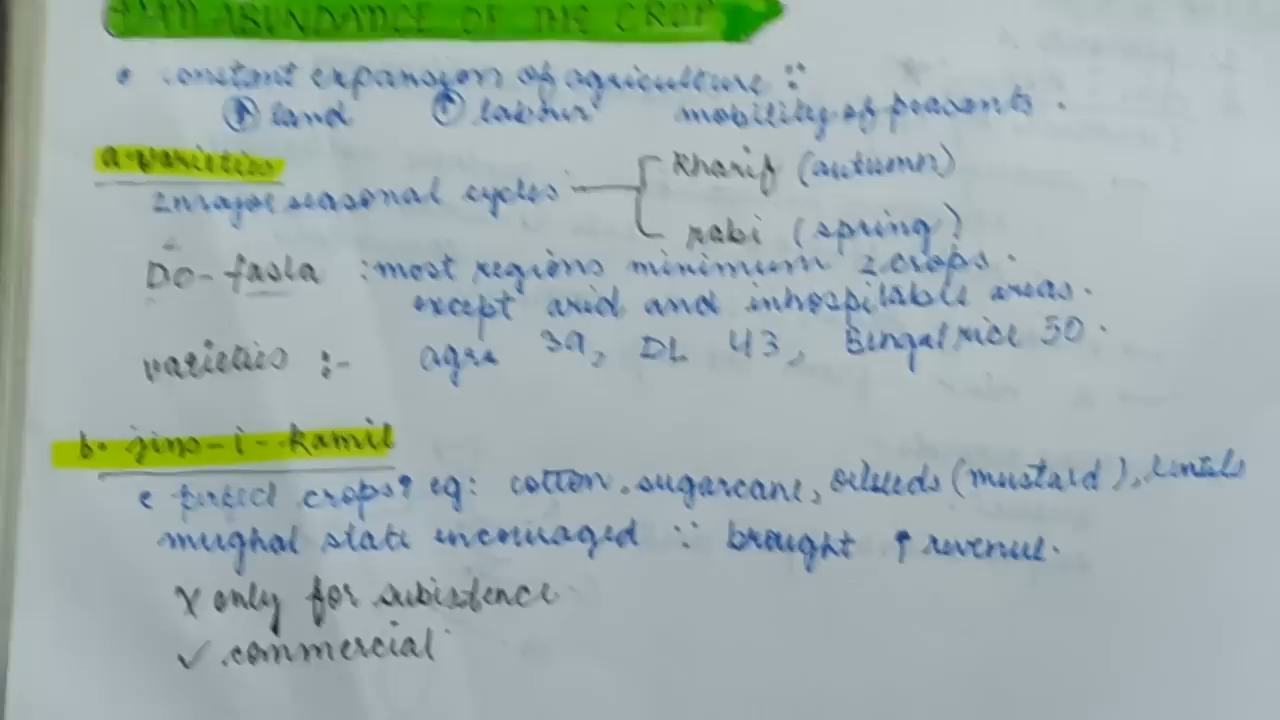 AN ABUNDANCE OF THE CROP
• constant expansion of agriculture ∵
↑ land ↑ labour mobility of peasants .
a. varieties
2 major seasonal cycles Kharif (autumn)
rabi (spring)
Do-fasla : most regions minimum 2 crops .
except arid and inhospitable areas .
varieties :- agra 39, DL 43, Bengal rice 50 .
b. jins-i-kamil
perfect crops eg: cotton, sugarcane, oilseeds (mustard), lentils
mughal state encouraged ∵ brought ↑ revenue .
x only for subsistence
✓ commercial